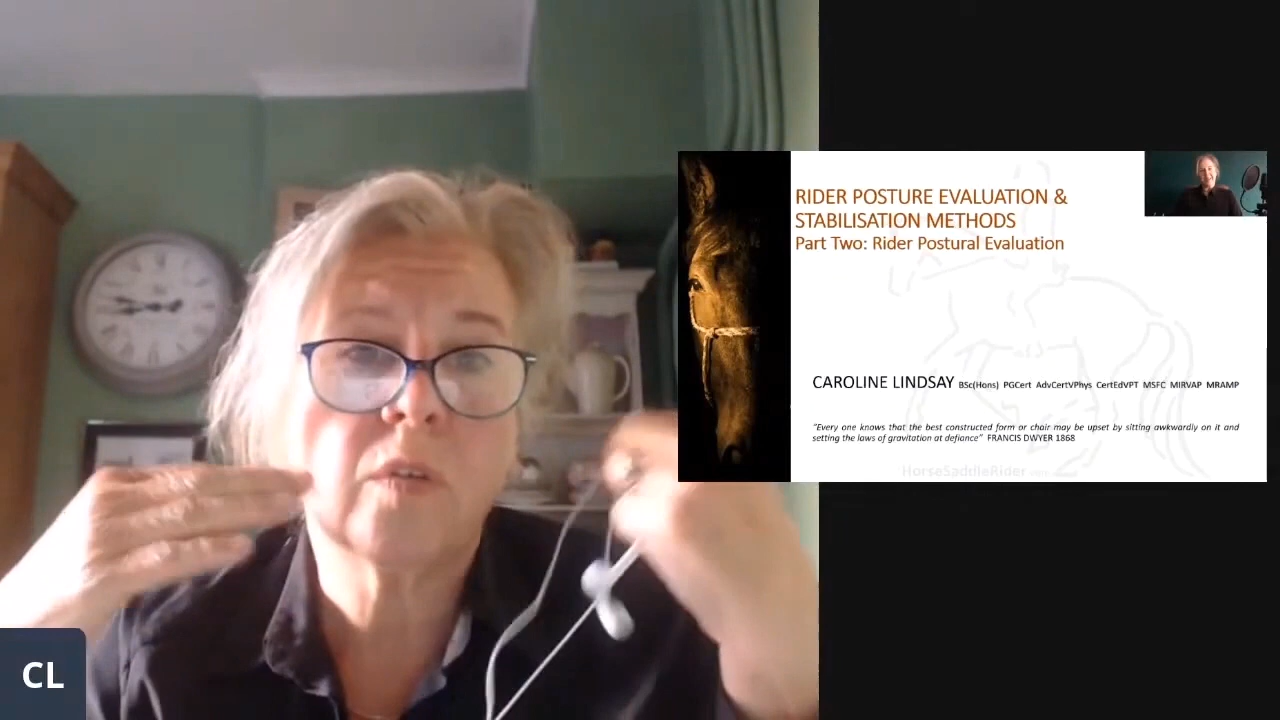 RIDER POSTURE EVALUATION &
STABILISATION METHODS
Part Two: Rider Postural Evaluation
CAROLINE LINDSAY BSc(Hons) PGCert AdvCertVPhys CertEdVPT MSFC MIRVAP MRAMP
"Every one knows that the best constructed form or chair may be upset by sitting awkwardly on it and
setting the laws of gravitation at defiance" FRANCIS DWYER 1868
HorseSaddleRider
CL